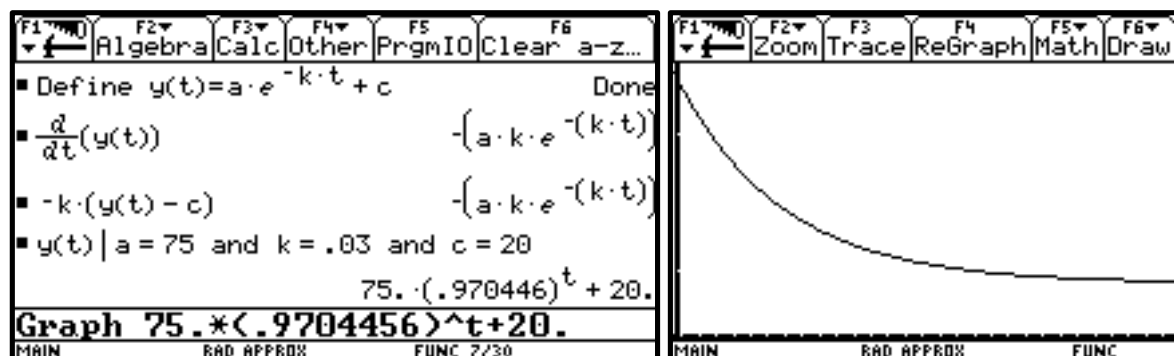 F1 F2 F3 F4 F5 F6
Algebra Calc Other PrgmIO Clear a-z…
Define y(t)=a·e^-k·t + c Done
d/dt(y(t)) -(a·k·e^-(k·t))
-k·(y(t) - c) -(a·k·e^-(k·t))
y(t)|a = 75 and k = .03 and c = 20
75.·(.970446)^t + 20.
Graph 75.*(.9704456)^t+20.
MAIN RAD APPROX FUNC 7/30
F1 F2 F3 F4 F5 F6
Zoom Trace ReGraph Math Draw
MAIN RAD APPROX FUNC